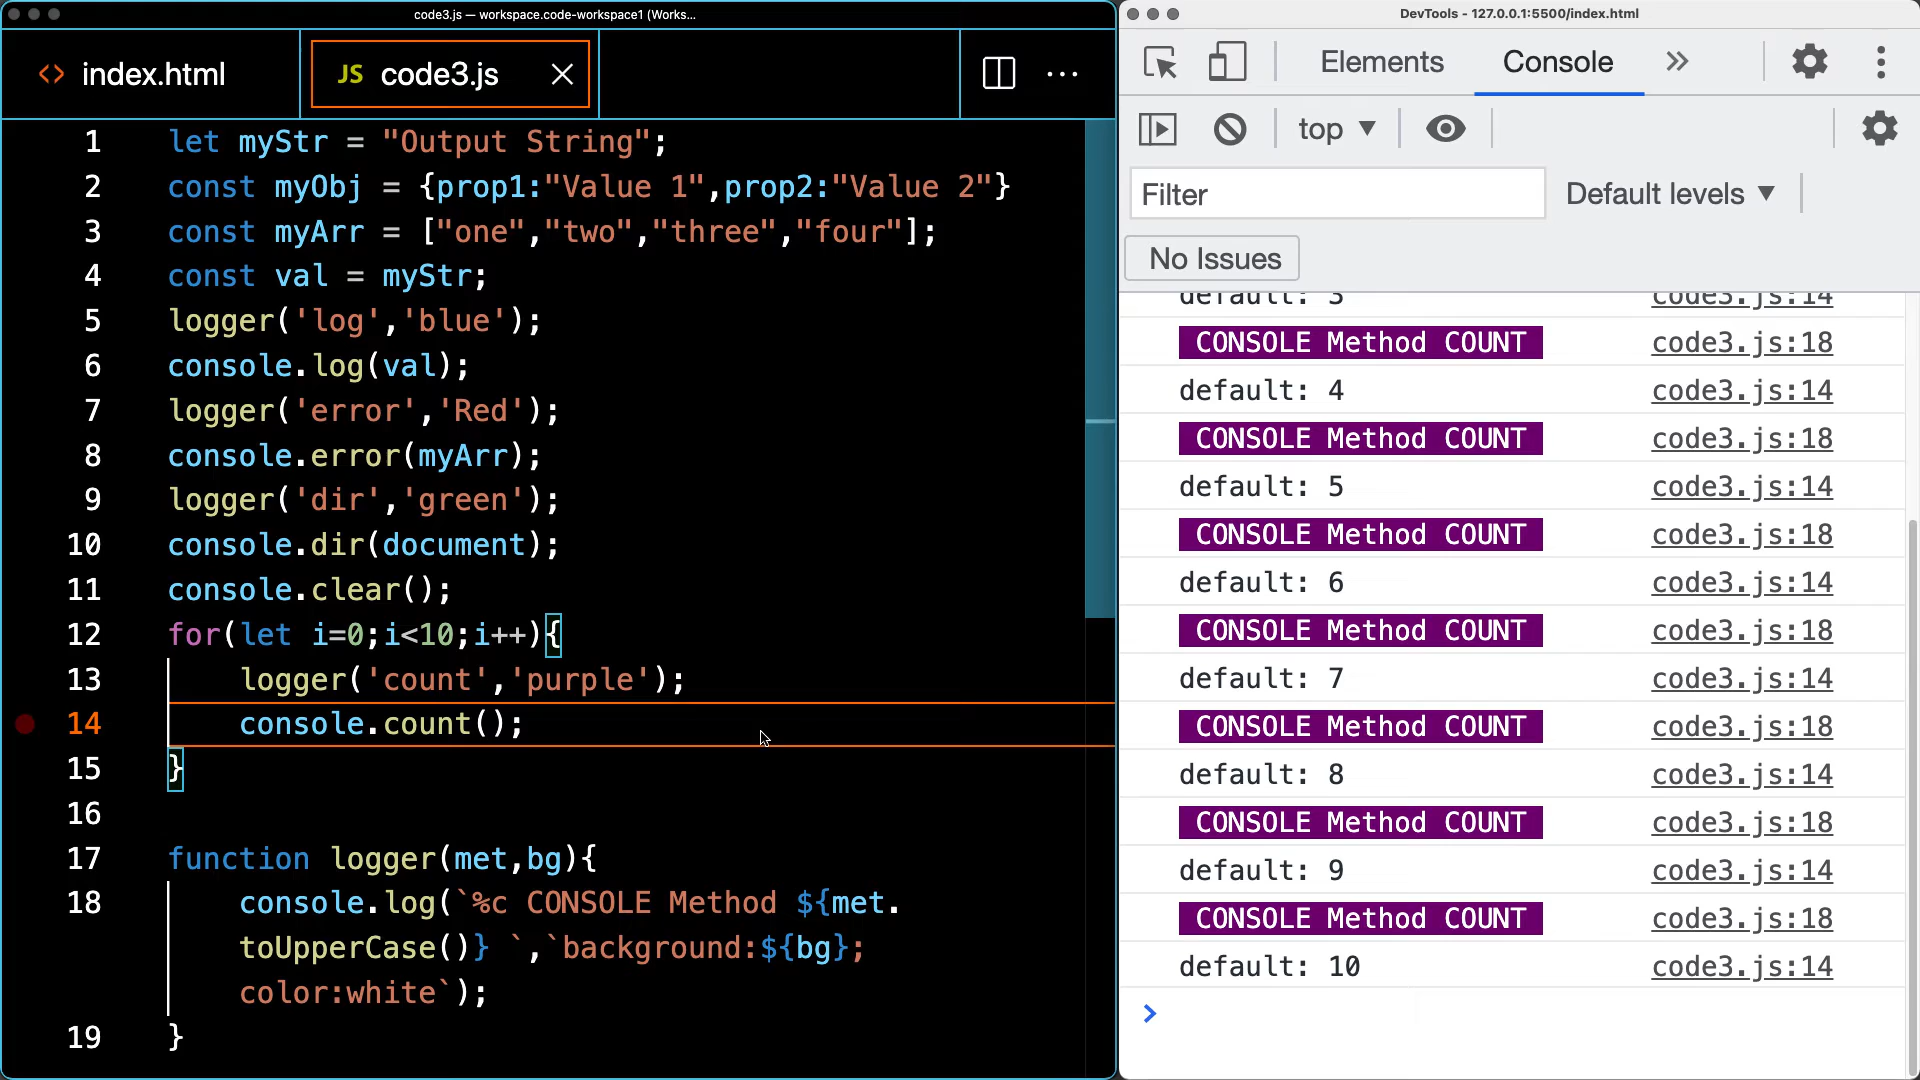 code3.js — workspace.code-workspace1 (Works...
index.html
JS code3.js
1 let myStr = "Output String";
2 const myObj = {prop1:"Value 1",prop2:"Value 2"}
3 const myArr = ["one","two","three","four"];
4 const val = myStr;
5 logger('log','blue');
6 console.log(val);
7 logger('error','Red');
8 console.error(myArr);
9 logger('dir','green');
10 console.dir(document);
11 console.clear();
12 for(let i=0;i<10;i++){
13 logger('count','purple');
14 console.count();
15 }
16
17 function logger(met,bg){
18 console.log(`%c CONSOLE Method ${met.
toUpperCase()} `,`background:${bg};
color:white`);
19 }
DevTools - 127.0.0.1:5500/index.html
Elements Console »
top
Filter Default levels
No Issues
default: 3 code3.js:14
CONSOLE Method COUNT code3.js:18
default: 4 code3.js:14
CONSOLE Method COUNT code3.js:18
default: 5 code3.js:14
CONSOLE Method COUNT code3.js:18
default: 6 code3.js:14
CONSOLE Method COUNT code3.js:18
default: 7 code3.js:14
CONSOLE Method COUNT code3.js:18
default: 8 code3.js:14
CONSOLE Method COUNT code3.js:18
default: 9 code3.js:14
CONSOLE Method COUNT code3.js:18
default: 10 code3.js:14